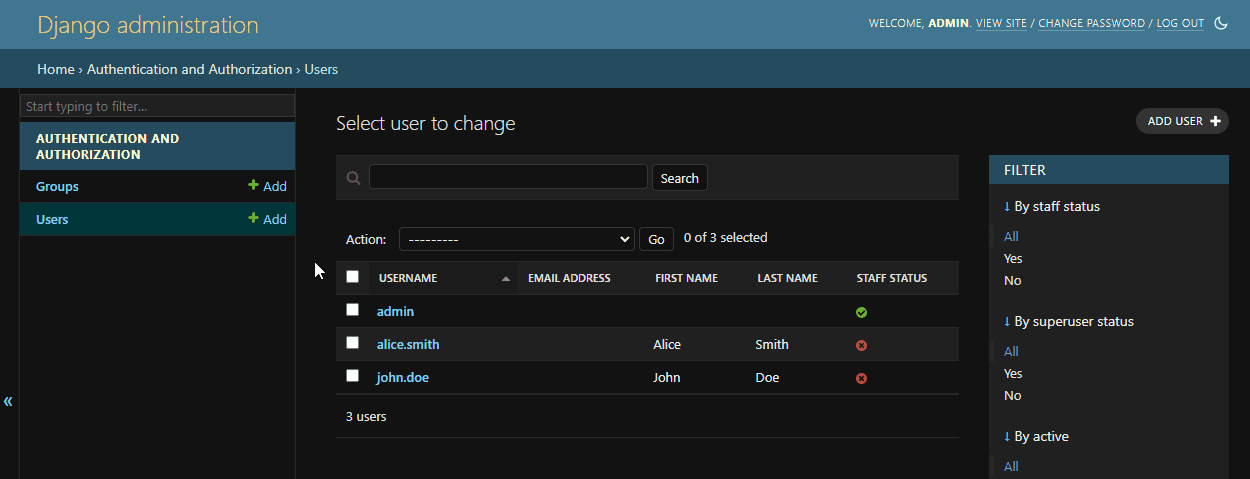 Django administration
WELCOME, ADMIN. VIEW SITE / CHANGE PASSWORD / LOG OUT
Home › Authentication and Authorization › Users
Start typing to filter...
AUTHENTICATION AND
AUTHORIZATION
Groups + Add
Users + Add
«
Select user to change
ADD USER +
Search
Action: --------- Go 0 of 3 selected
USERNAME EMAIL ADDRESS FIRST NAME LAST NAME STAFF STATUS
admin
alice.smith Alice Smith
john.doe John Doe
3 users
FILTER
↓ By staff status
All
Yes
No
↓ By superuser status
All
Yes
No
↓ By active
All